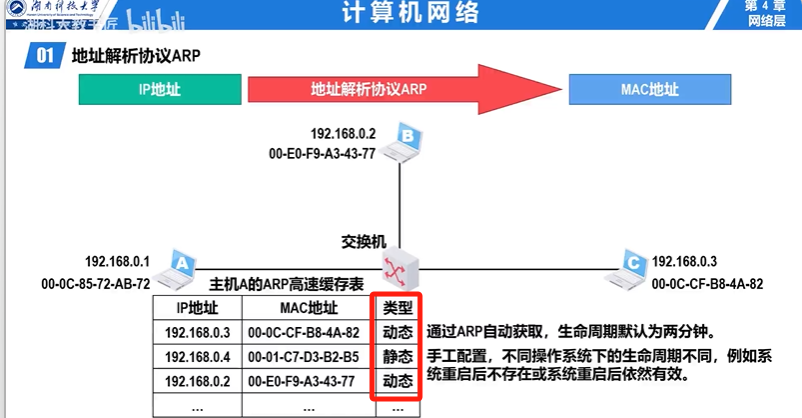 湖南科技大学
Hunan University of Science and Technology
湖科大教书匠 bilibili
计算机网络
第 4 章
网络层
01 地址解析协议ARP
IP地址
地址解析协议ARP
MAC地址
192.168.0.2
00-E0-F9-A3-43-77
B
交换机
192.168.0.1
00-0C-85-72-AB-72
A
C
192.168.0.3
00-0C-CF-B8-4A-82
主机A的ARP高速缓存表
IP地址 MAC地址 类型
192.168.0.3 00-0C-CF-B8-4A-82 动态
通过ARP自动获取，生命周期默认为两分钟。
192.168.0.4 00-01-C7-D3-B2-B5 静态
手工配置，不同操作系统下的生命周期不同，例如系
统重启后不存在或系统重启后依然有效。
192.168.0.2 00-E0-F9-A3-43-77 动态
... ... ...